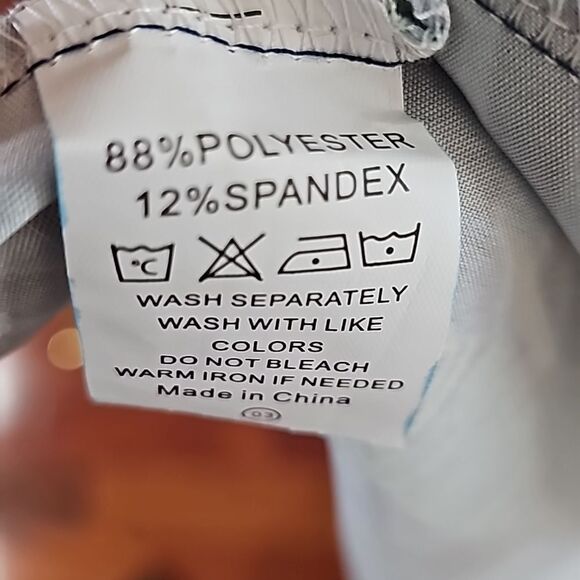 88%POLYESTER
12%SPANDEX
°C
WASH SEPARATELY
WASH WITH LIKE
COLORS
DO NOT BLEACH
WARM IRON IF NEEDED
Made in China
03